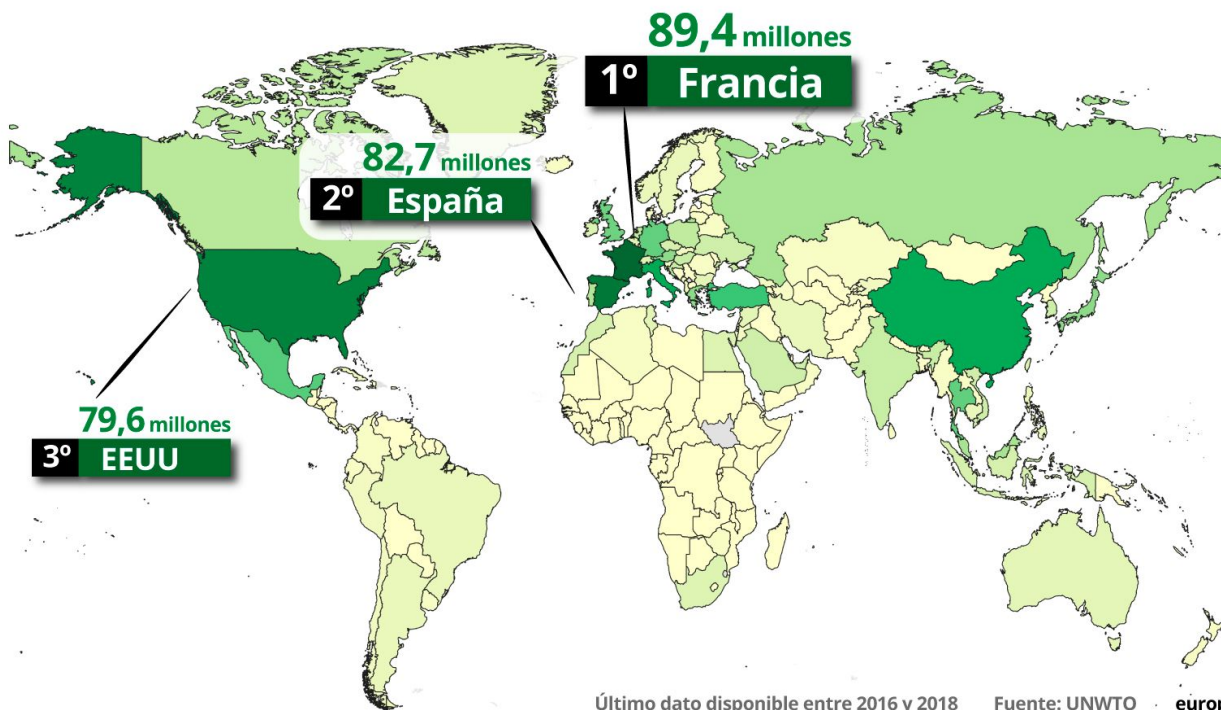 89,4 millones
1º Francia
82,7 millones
2º España
79,6 millones
3º EEUU
Último dato disponible entre 2016 y 2018 Fuente: UNWTO